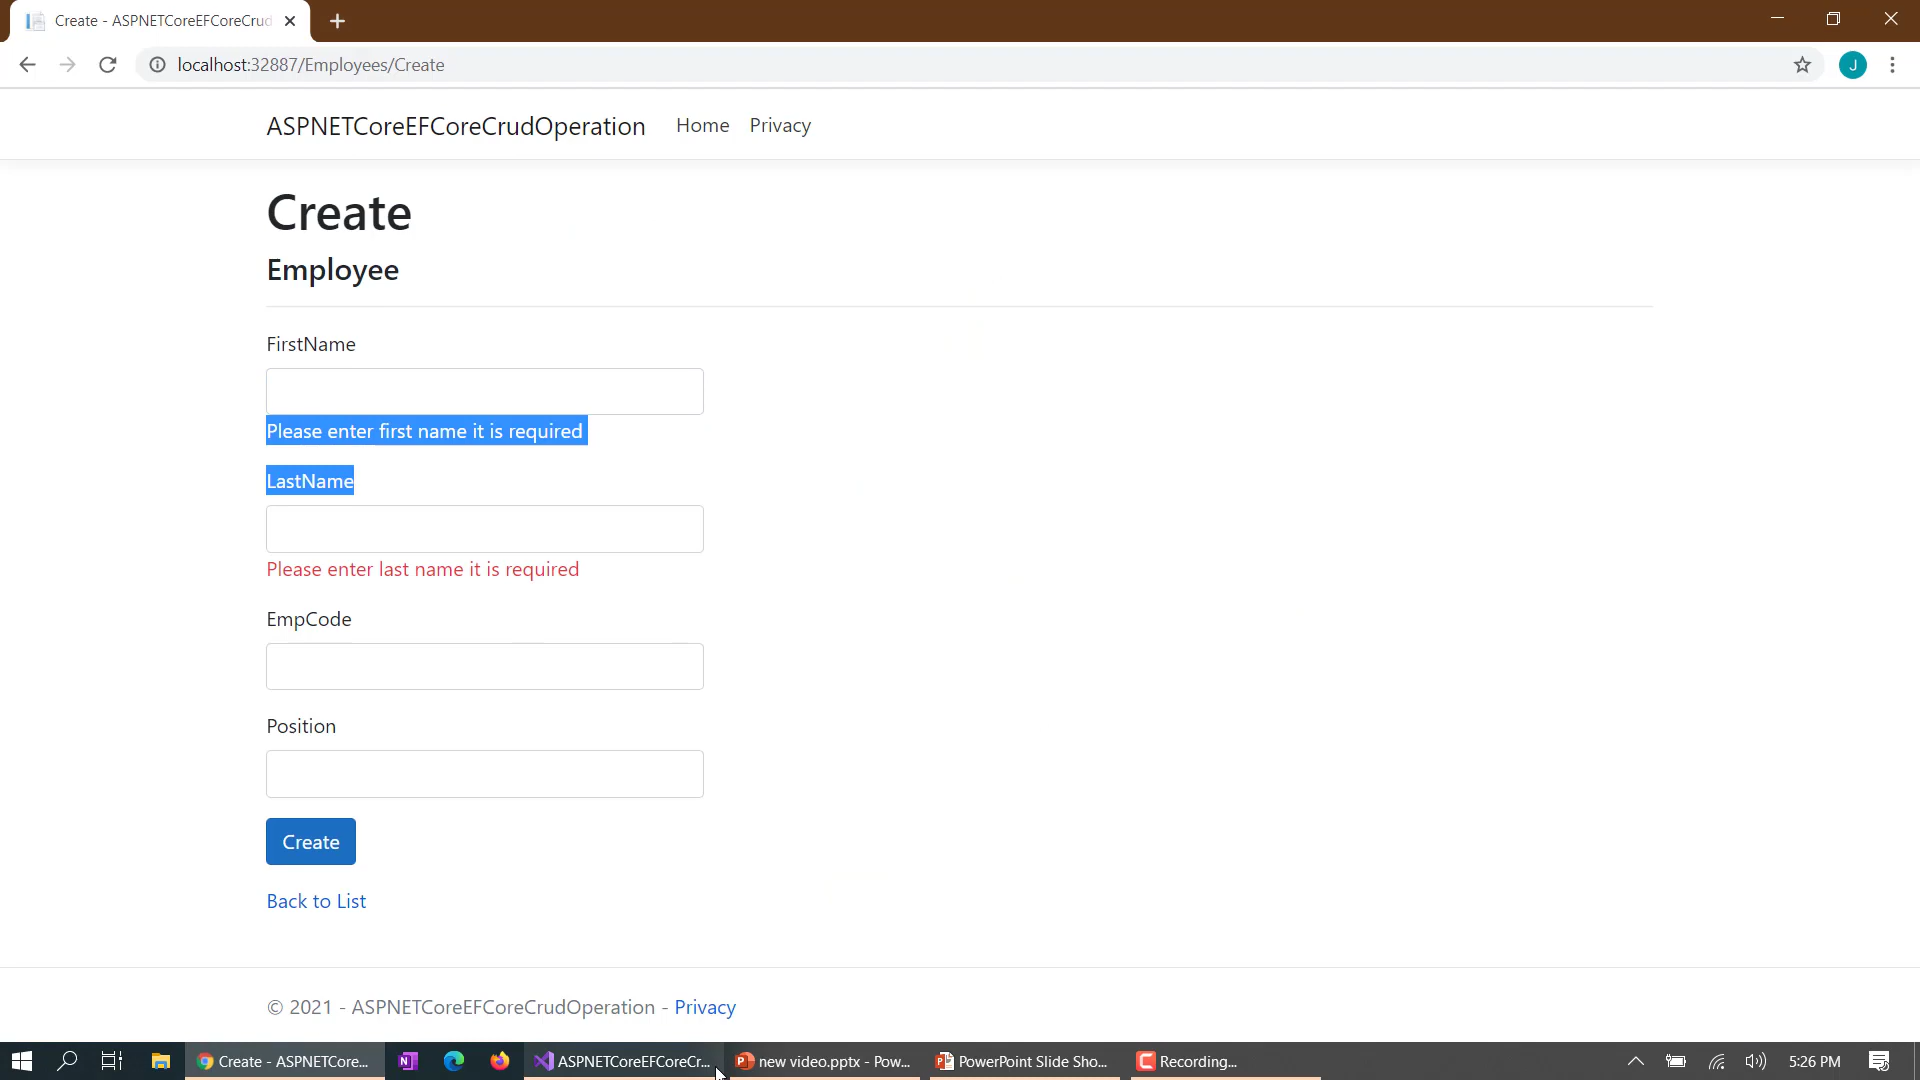 Create - ASPNETCoreEFCoreCrud
localhost:32887/Employees/Create
J
ASPNETCoreEFCoreCrudOperation Home Privacy
Create
Employee
FirstName
Please enter first name it is required
LastName
Please enter last name it is required
EmpCode
Position
Create
Back to List
© 2021 - ASPNETCoreEFCoreCrudOperation - Privacy
Create - ASPNETCore... N ASPNETCoreEFCoreCr... new video.pptx - Pow... PowerPoint Slide Sho... Recording... 5:26 PM